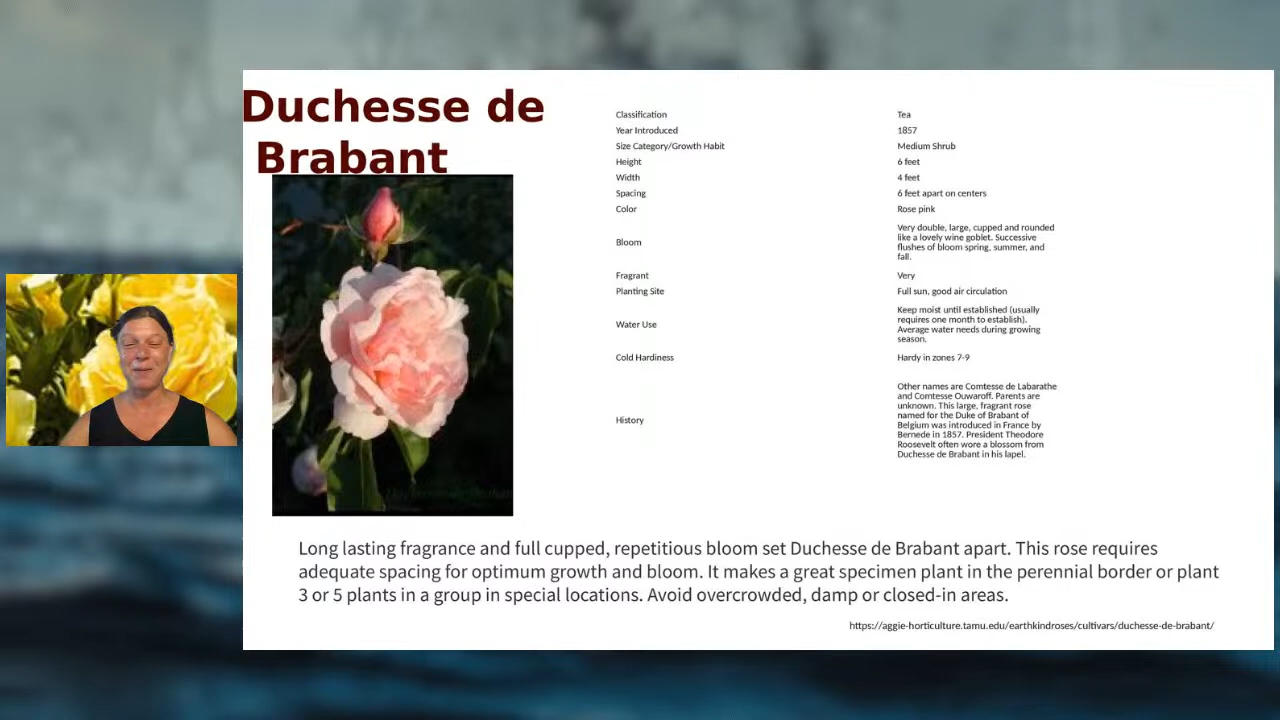 Duchesse de
Brabant
Classification Tea
Year Introduced 1857
Size Category/Growth Habit Medium Shrub
Height 6 feet
Width 4 feet
Spacing 6 feet apart on centers
Color Rose pink
Bloom
Very double, large, cupped and rounded
like a lovely wine goblet. Successive
flushes of bloom spring, summer, and
fall.
Fragrant Very
Planting Site Full sun, good air circulation
Water Use
Keep moist until established (usually
requires one month to establish).
Average water needs during growing
season.
Cold Hardiness Hardy in zones 7-9
History
Other names are Comtesse de Labarathe
and Comtesse Ouwaroff. Parents are
unknown. This large, fragrant rose
named for the Duke of Brabant of
Belgium was introduced in France by
Bernede in 1857. President Theodore
Roosevelt often wore a blossom from
Duchesse de Brabant in his lapel.
Long lasting fragrance and full cupped, repetitious bloom set Duchesse de Brabant apart. This rose requires
adequate spacing for optimum growth and bloom. It makes a great specimen plant in the perennial border or plant
3 or 5 plants in a group in special locations. Avoid overcrowded, damp or closed-in areas.
https://aggie-horticulture.tamu.edu/earthkindroses/cultivars/duchesse-de-brabant/